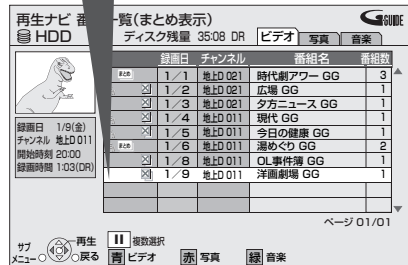 再生ナビ 番 一覧(まとめ表示)
GGUIDE
HDD ディスク残量 35:08 DR ビデオ 写真 音楽
録画日 チャンネル 番組名 番組数
まとめ 1/1 地上D 021 時代劇アワー GG 3
1/2 地上D 021 広場 GG 1
1/3 地上D 021 夕方ニュース GG 1
1/4 地上D 011 現代 GG 1
1/5 地上D 011 今日の健康 GG 1
まとめ 1/6 地上D 011 湯めぐり GG 2
1/8 地上D 011 OL事件簿 GG 1
1/9 地上D 011 洋画劇場 GG 1
録画日 1/9(金)
チャンネル 地上D 011
開始時刻 20:00
録画時間 1:03(DR)
ページ 01/01
サブメニュー 再生 戻る
複数選択
青 ビデオ 赤 写真 緑 音楽